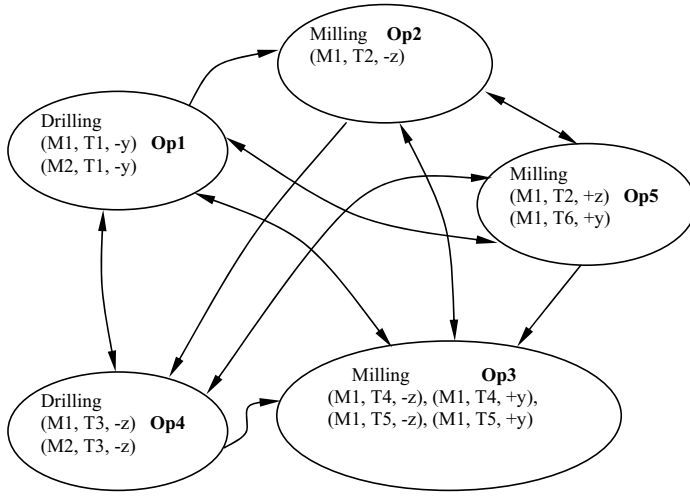 Milling Op2
(M1, T2, -z)
Drilling
(M1, T1, -y) Op1
(M2, T1, -y)
Milling
(M1, T2, +z) Op5
(M1, T6, +y)
Milling Op3
(M1, T4, -z), (M1, T4, +y),
(M1, T5, -z), (M1, T5, +y)
Drilling
(M1, T3, -z) Op4
(M2, T3, -z)